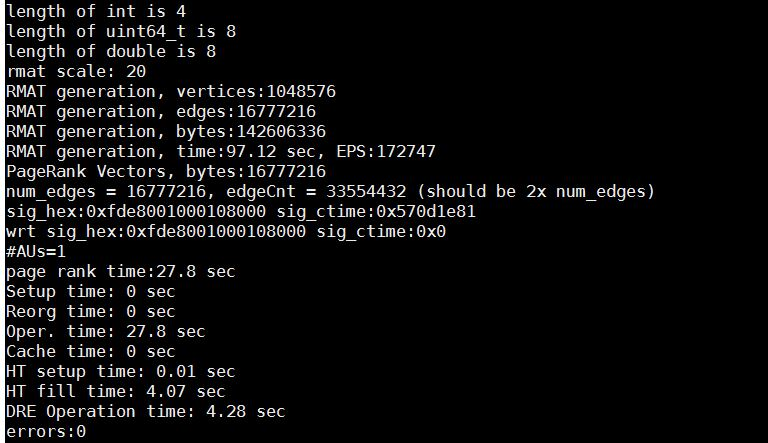 length of int is 4
length of uint64_t is 8
length of double is 8
rmat scale: 20
RMAT generation, vertices:1048576
RMAT generation, edges:16777216
RMAT generation, bytes:142606336
RMAT generation, time:97.12 sec, EPS:172747
PageRank Vectors, bytes:16777216
num_edges = 16777216, edgeCnt = 33554432 (should be 2x num_edges)
sig_hex:0xfde8001000108000 sig_ctime:0x570d1e81
wrt sig_hex:0xfde8001000108000 sig_ctime:0x0
#AUs=1
page rank time:27.8 sec
Setup time: 0 sec
Reorg time: 0 sec
Oper. time: 27.8 sec
Cache time: 0 sec
HT setup time: 0.01 sec
HT fill time: 4.07 sec
DRE Operation time: 4.28 sec
errors:0